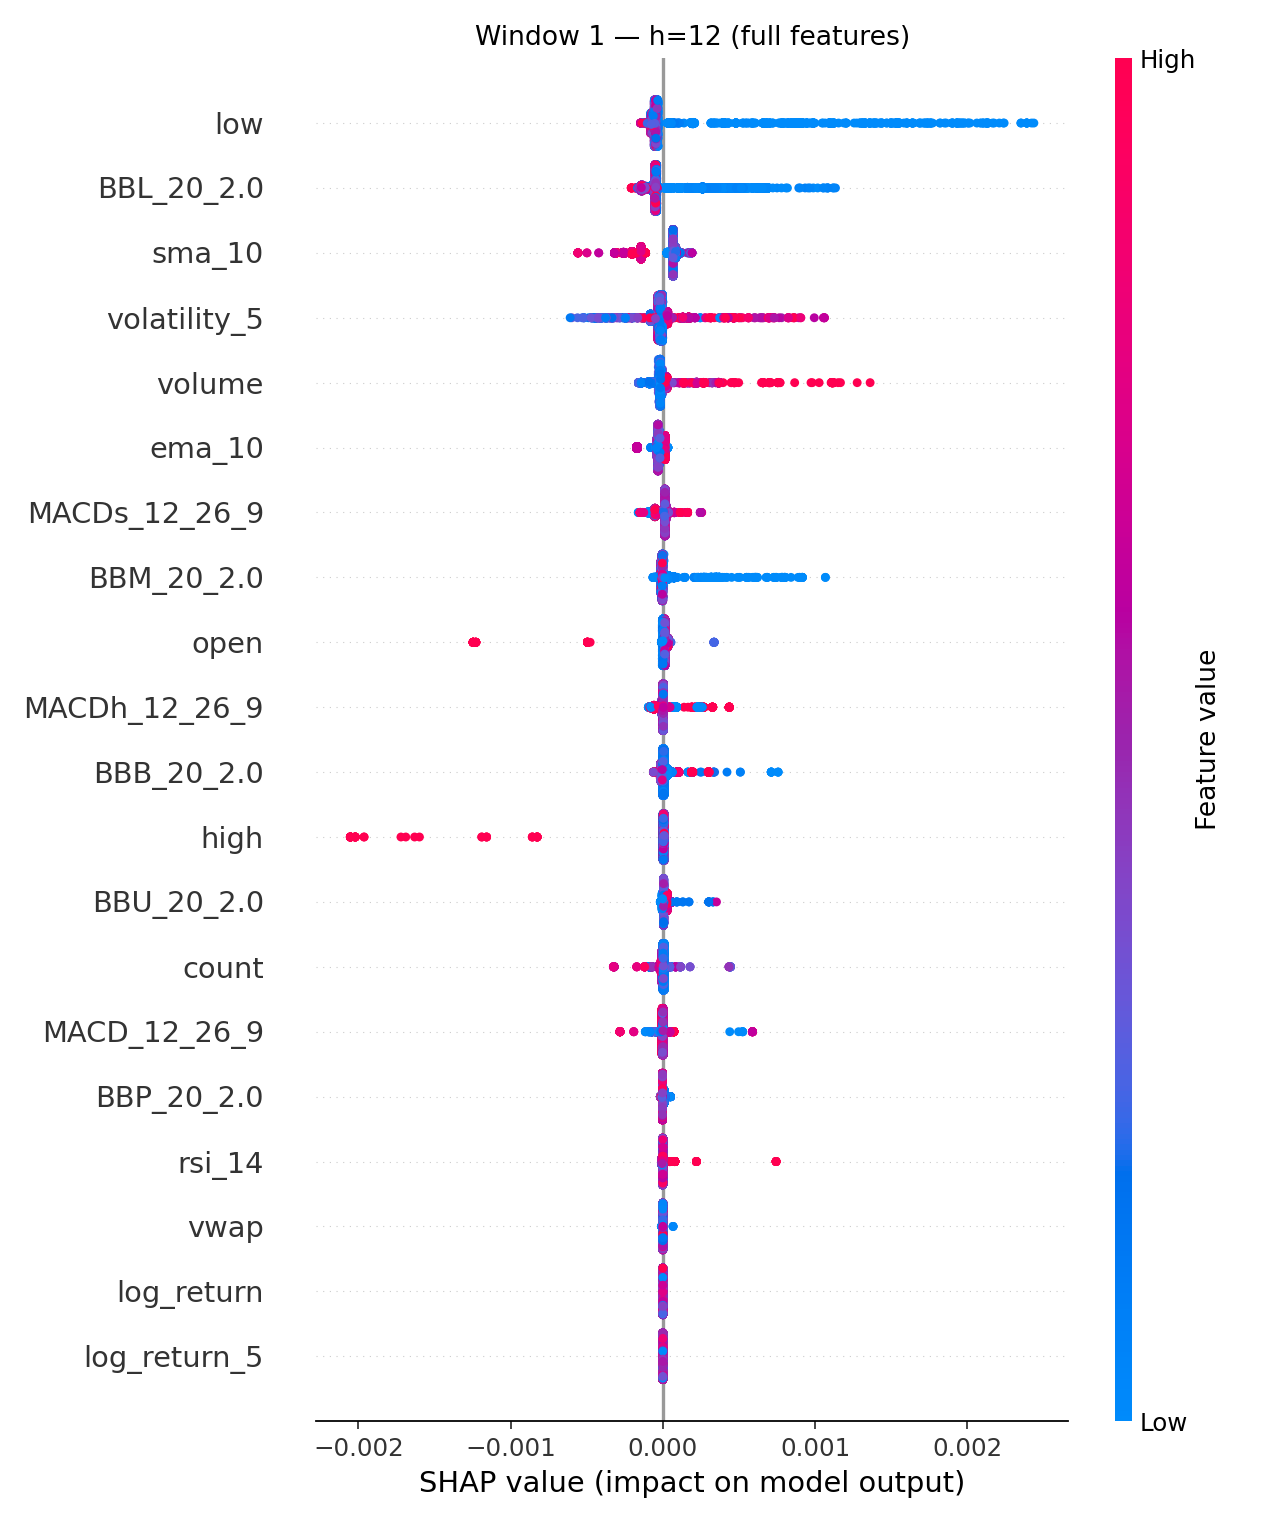 Window 1 — h=12 (full features)
High
low
BBL_20_2.0
sma_10
volatility_5
volume
ema_10
MACDs_12_26_9
BBM_20_2.0
open
MACDh_12_26_9
BBB_20_2.0
high
BBU_20_2.0
count
MACD_12_26_9
BBP_20_2.0
rsi_14
vwap
log_return
log_return_5
Feature value
Low
−0.002 −0.001 0.000 0.001 0.002
SHAP value (impact on model output)